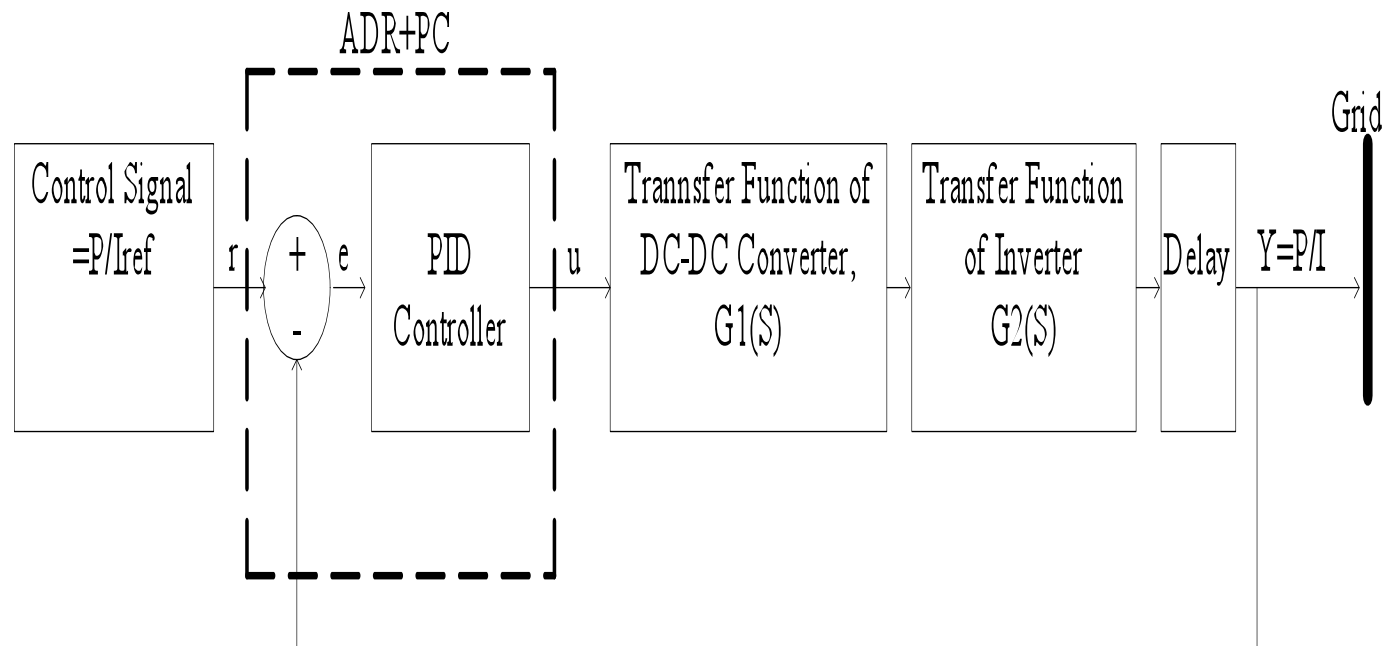 ADR+PC
Grid
Control Signal
=P/Iref
r
+
-
e
PID
Controller
u
Trannsfer Function of
DC-DC Converter,
G1(S)
Transfer Function
of Inverter
G2(S)
Delay
Y=P/I